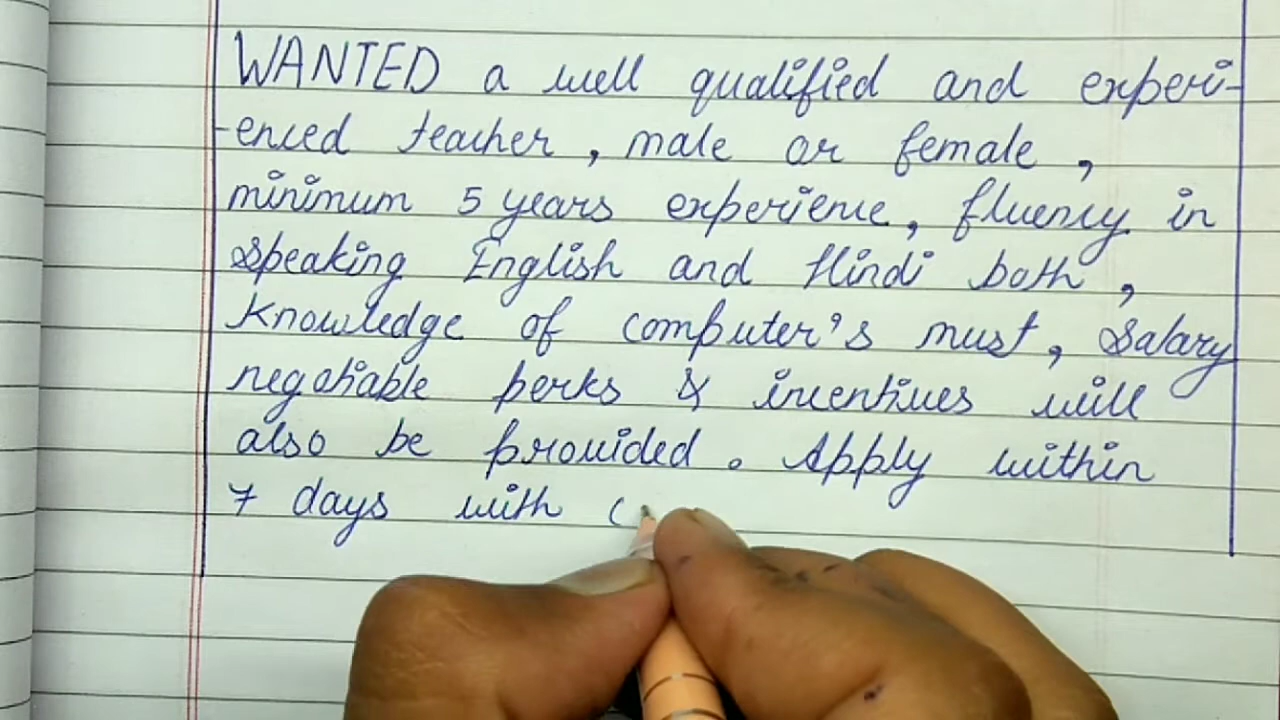 WANTED a well qualified and experi-
-enced teacher, male or female,
minimum 5 years experience, fluency in
speaking English and Hindi both,
knowledge of computer's must, salary
negotiable perks & incentives will
also be provided. Apply within
7 days with